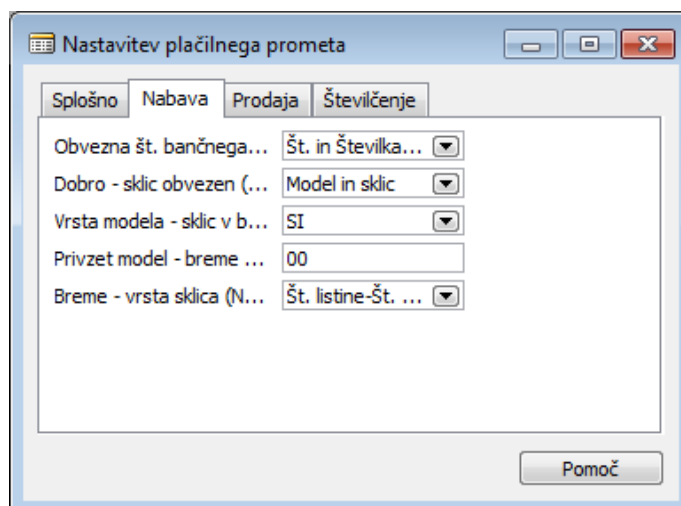 Nastavitev plačilnega prometa
Splošno Nabava Prodaja Številčenje
Obvezna št. bančnega... Št. in Številka...
Dobro - sklic obvezen (... Model in sklic
Vrsta modela - sklic v b... SI
Privzet model - breme ... 00
Breme - vrsta sklica (N... Št. listine-Št. ...
Pomoč